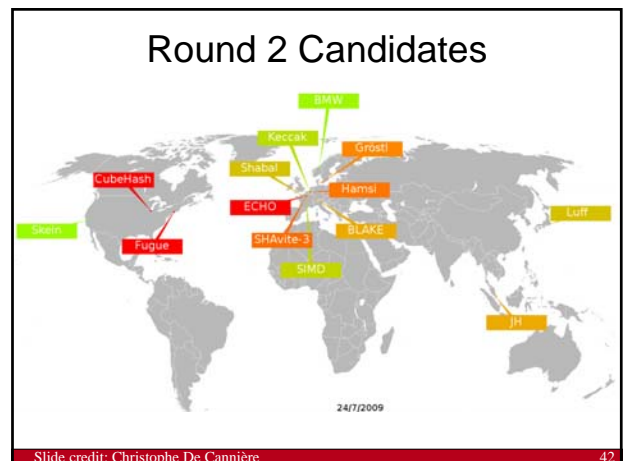 Round 2 Candidates
BMW
Keccak
Grøstl
Shabal
CubeHash
Hamsi
ECHO
Luff
Skein
BLAKE
Fugue
SHAvite-3
SIMD
JH
24/7/2009
Slide credit: Christophe De Cannière 42